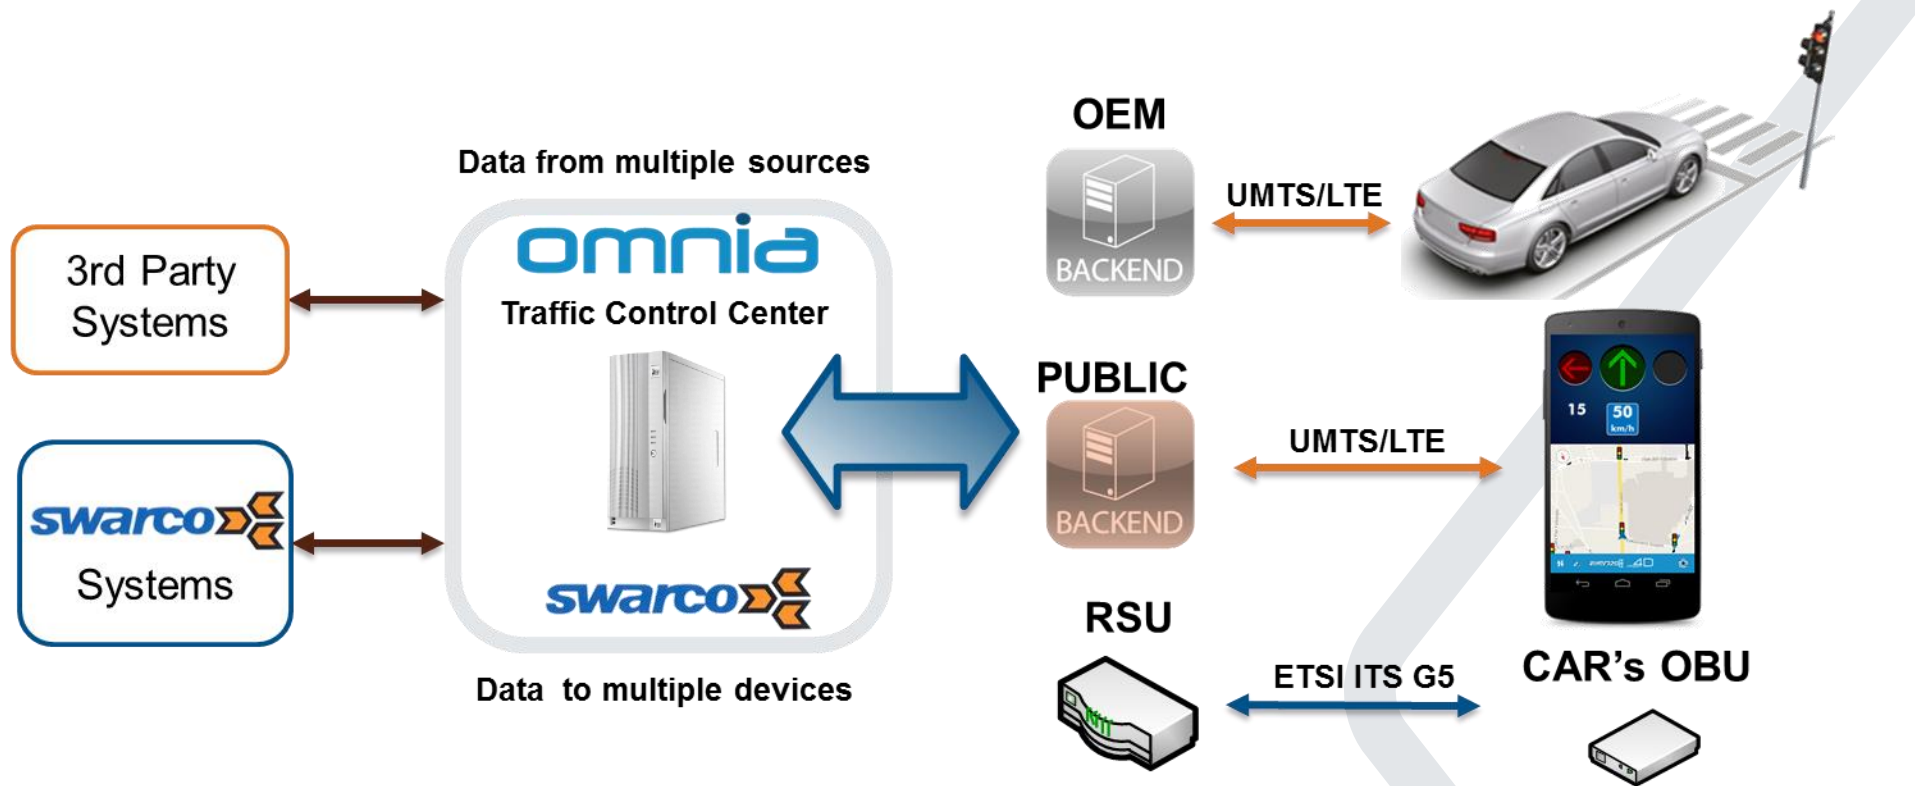 Data from multiple sources
omnia
Traffic Control Center
swarco
Data to multiple devices
3rd Party
Systems
swarco
Systems
OEM
BACKEND
UMTS/LTE
PUBLIC
BACKEND
UMTS/LTE
15
50
km/h
RSU
ETSI ITS G5
CAR's OBU